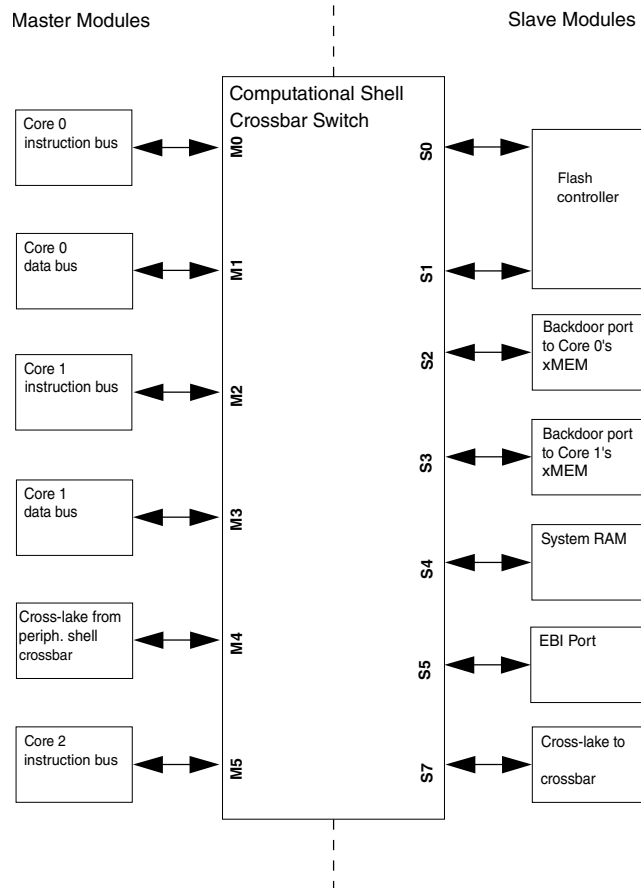 Master Modules
Slave Modules
Computational Shell
Crossbar Switch
Core 0
instruction bus
M0
Core 0
data bus
M1
Core 1
instruction bus
M2
Core 1
data bus
M3
Cross-lake from
periph. shell
crossbar
M4
Core 2
instruction bus
M5
S0
Flash
controller
S1
S2
Backdoor port
to Core 0's
xMEM
S3
Backdoor port
to Core 1's
xMEM
S4
System RAM
S5
EBI Port
S7
Cross-lake to
crossbar